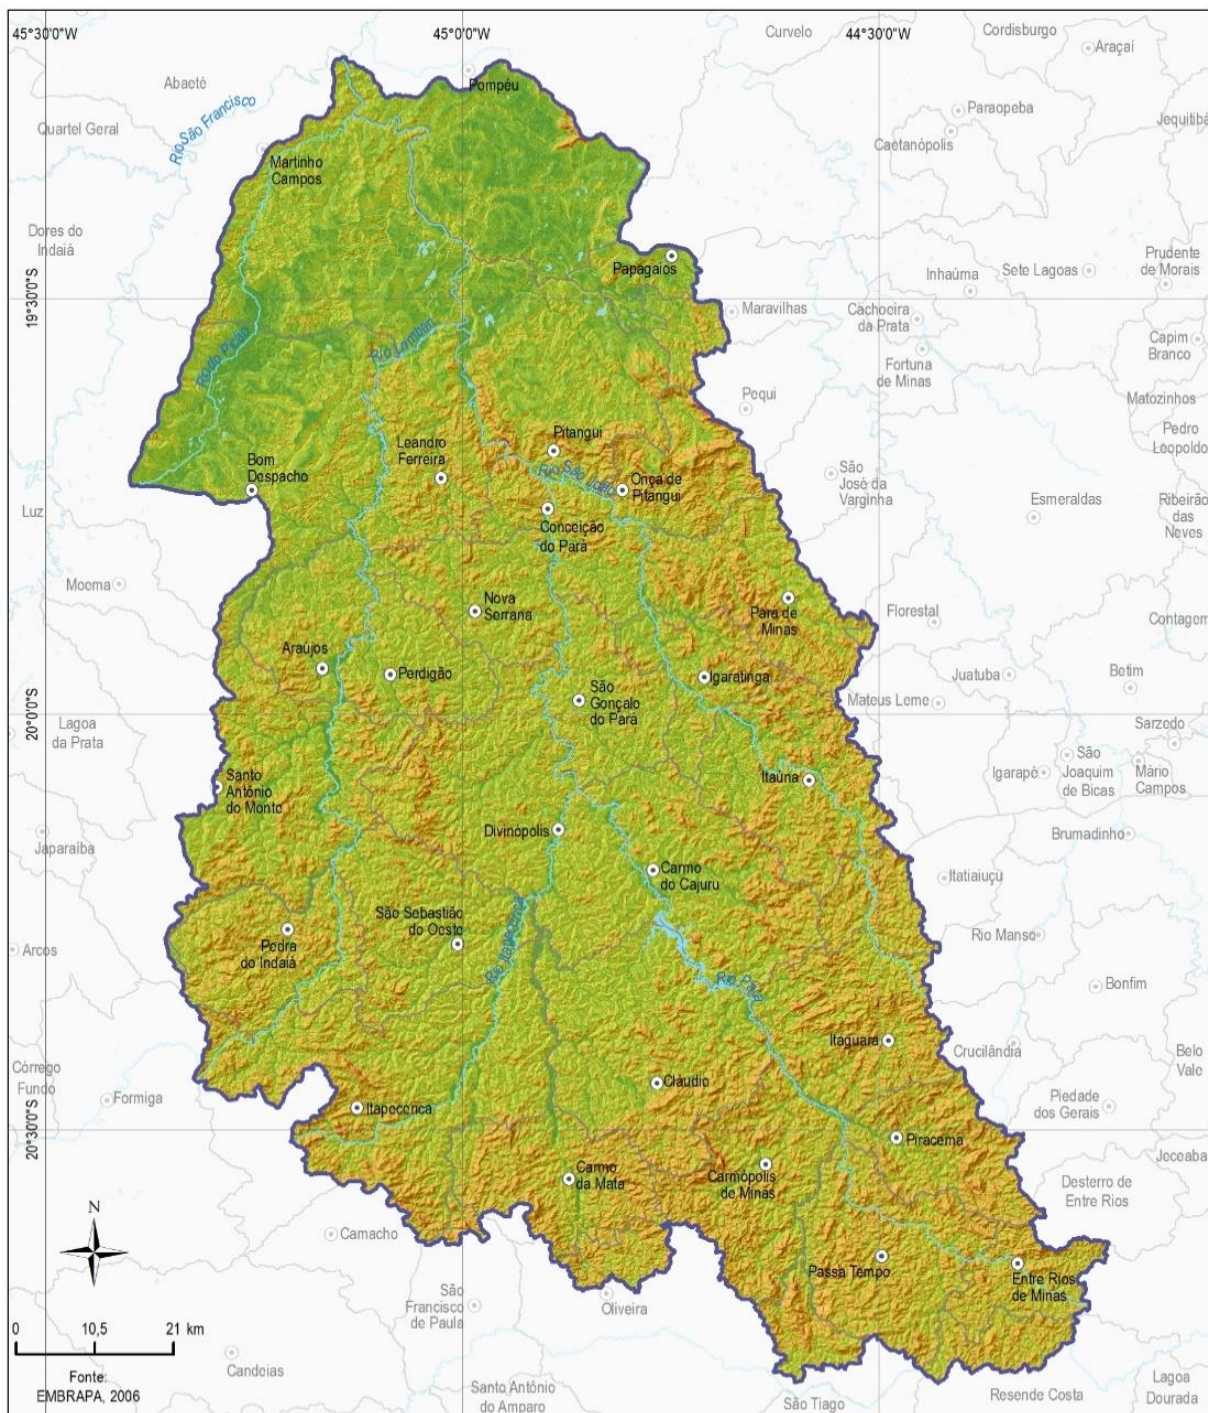 45°30'0"W
45°0'0"W
44°30'0"W
Curvelo
Cordisburgo
Araçaí
Abaeté
Pompéu
Rio São Francisco
Paraopeba
Jequitibá
Quartel Geral
Caetanópolis
Martinho
Campos
Dores do
Indaiá
Papagaios
Inhaúma
Sete Lagoas
Prudente
de Morais
19°30'0"S
Maravilhas
Cachoeira
da Prata
Capim
Branco
Rio Lambari
Rio do Picão
Fortuna
de Minas
Pequi
Matozinhos
Pedro
Leopoldo
Leandro
Ferreira
Pitangui
Rio São João
Onça de
Pitangui
Bom
Despacho
São
José da
Varginha
Esmeraldas
Ribeirão
das
Neves
Luz
Conceição
do Pará
Moema
Nova
Serrana
Pará de
Minas
Florestal
Contagem
Araújos
Perdigão
São
Gonçalo
do Pará
Igaratinga
Juatuba
Betim
Mateus Leme
20°0'0"S
Lagoa
da Prata
Sarzedo
Santo
Antônio
do Monte
Itaúna
Igarapé
São
Joaquim
de Bicas
Mário
Campos
Divinópolis
Brumadinho
Japaraíba
Carmo
do Cajuru
Itatiaiuçu
São Sebastião
do Oeste
Pedra
do Indaiá
Rio Itapecerica
Arcos
Rio Manso
Rio Pará
Bonfim
Itaguara
Crucilândia
Belo
Vale
Córrego
Fundo
Formiga
Cláudio
Itapecerica
Piedade
dos Gerais
20°30'0"S
Piracema
Jeceaba
Carmo
da Mata
Carmópolis
de Minas
Desterro de
Entre Rios
N
Camacho
Passa Tempo
Entre Rios
de Minas
São
Francisco
de Paula
Oliveira
0 10,5 21 km
Candeias
Fonte:
EMBRAPA, 2006
Santo Antônio
do Amparo
São Tiago
Resende Costa
Lagoa
Dourada